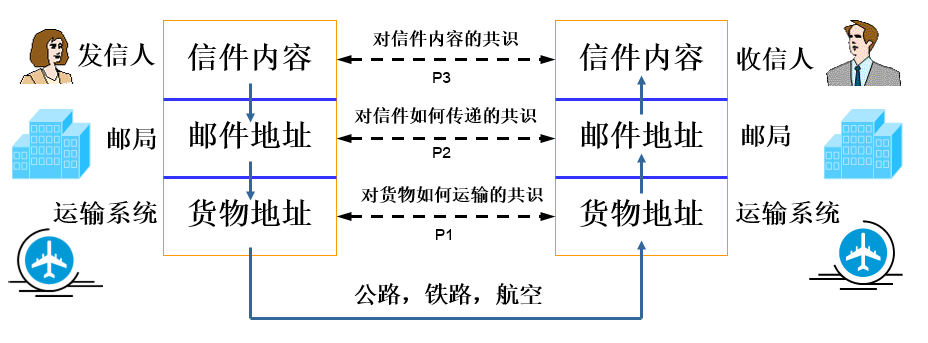 发信人
信件内容
对信件内容的共识
P3
信件内容
收信人
邮局
邮件地址
对信件如何传递的共识
P2
邮件地址
邮局
运输系统
货物地址
对货物如何运输的共识
P1
货物地址
运输系统
公路，铁路，航空